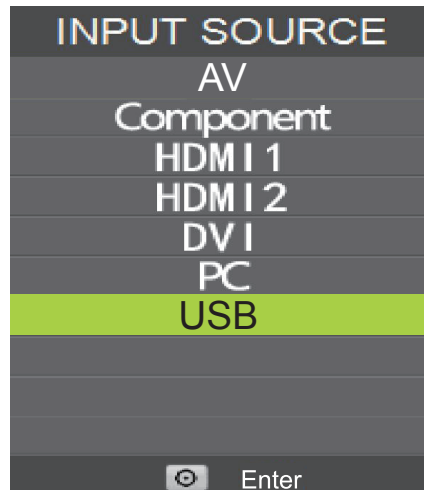 INPUT SOURCE
AV
Component
HDMI1
HDMI2
DVI
PC
USB
Enter